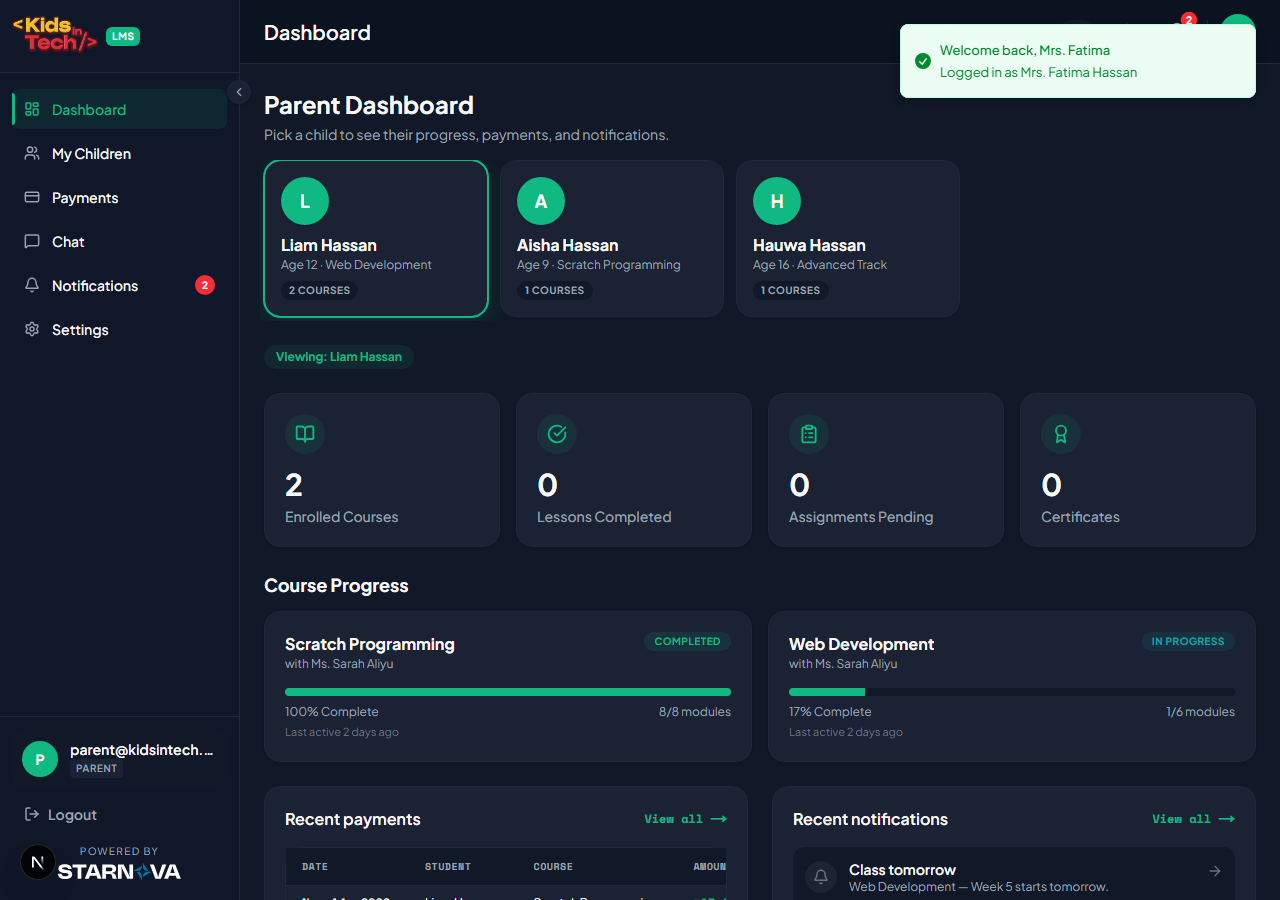 <Kids in
Tech/>
LMS
Dashboard
2
Welcome back, Mrs. Fatima
Logged in as Mrs. Fatima Hassan
Dashboard
My Children
Payments
Chat
Notifications
2
Settings
Parent Dashboard
Pick a child to see their progress, payments, and notifications.
L
Liam Hassan
Age 12 · Web Development
2 COURSES
A
Aisha Hassan
Age 9 · Scratch Programming
1 COURSES
H
Hauwa Hassan
Age 16 · Advanced Track
1 COURSES
Viewing: Liam Hassan
2
Enrolled Courses
0
Lessons Completed
0
Assignments Pending
0
Certificates
Course Progress
Scratch Programming
COMPLETED
with Ms. Sarah Aliyu
100% Complete
8/8 modules
Last active 2 days ago
Web Development
IN PROGRESS
with Ms. Sarah Aliyu
17% Complete
1/6 modules
Last active 2 days ago
Recent payments
View all
DATE STUDENT COURSE AMOUN
Recent notifications
View all
Class tomorrow
Web Development — Week 5 starts tomorrow.
P
parent@kidsintech....
PARENT
Logout
N
POWERED BY
STARNOVA